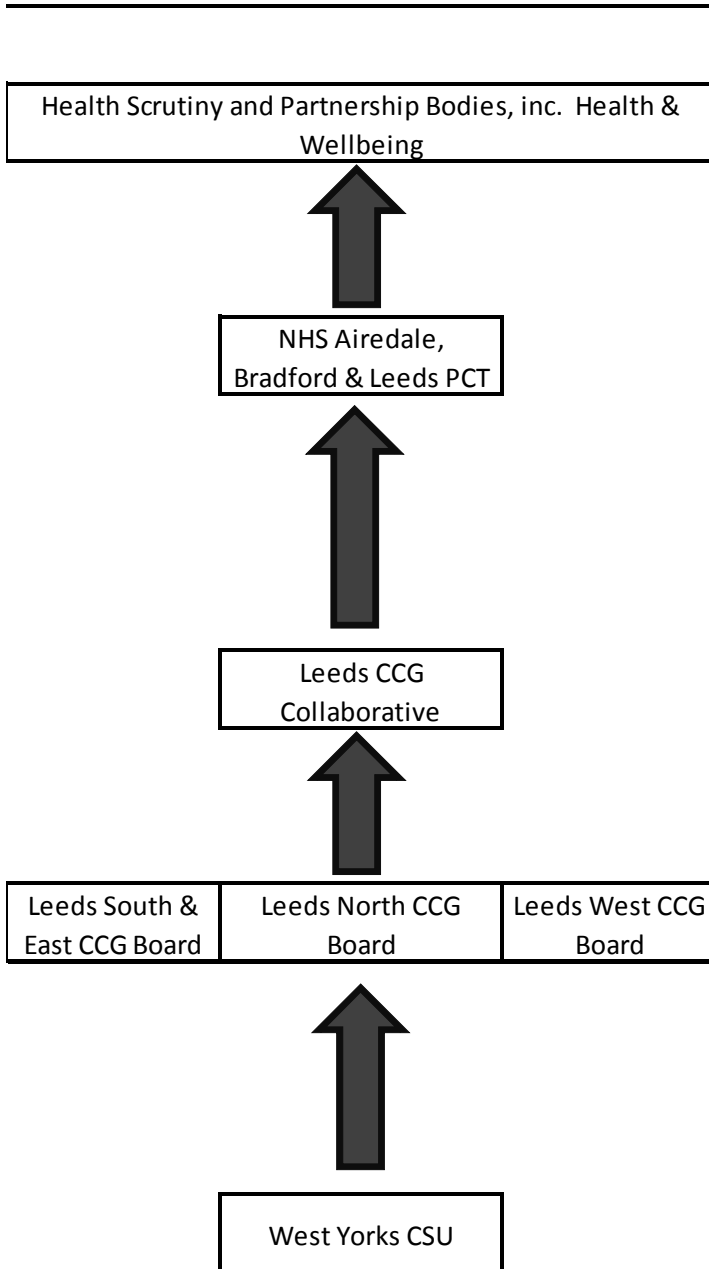 Health Scrutiny and Partnership Bodies, inc.  Health &
Wellbeing
NHS Airedale,
Bradford & Leeds PCT
Leeds CCG
Collaborative
Leeds South &
East CCG Board
Leeds North CCG
Board
Leeds West CCG
Board
West Yorks CSU